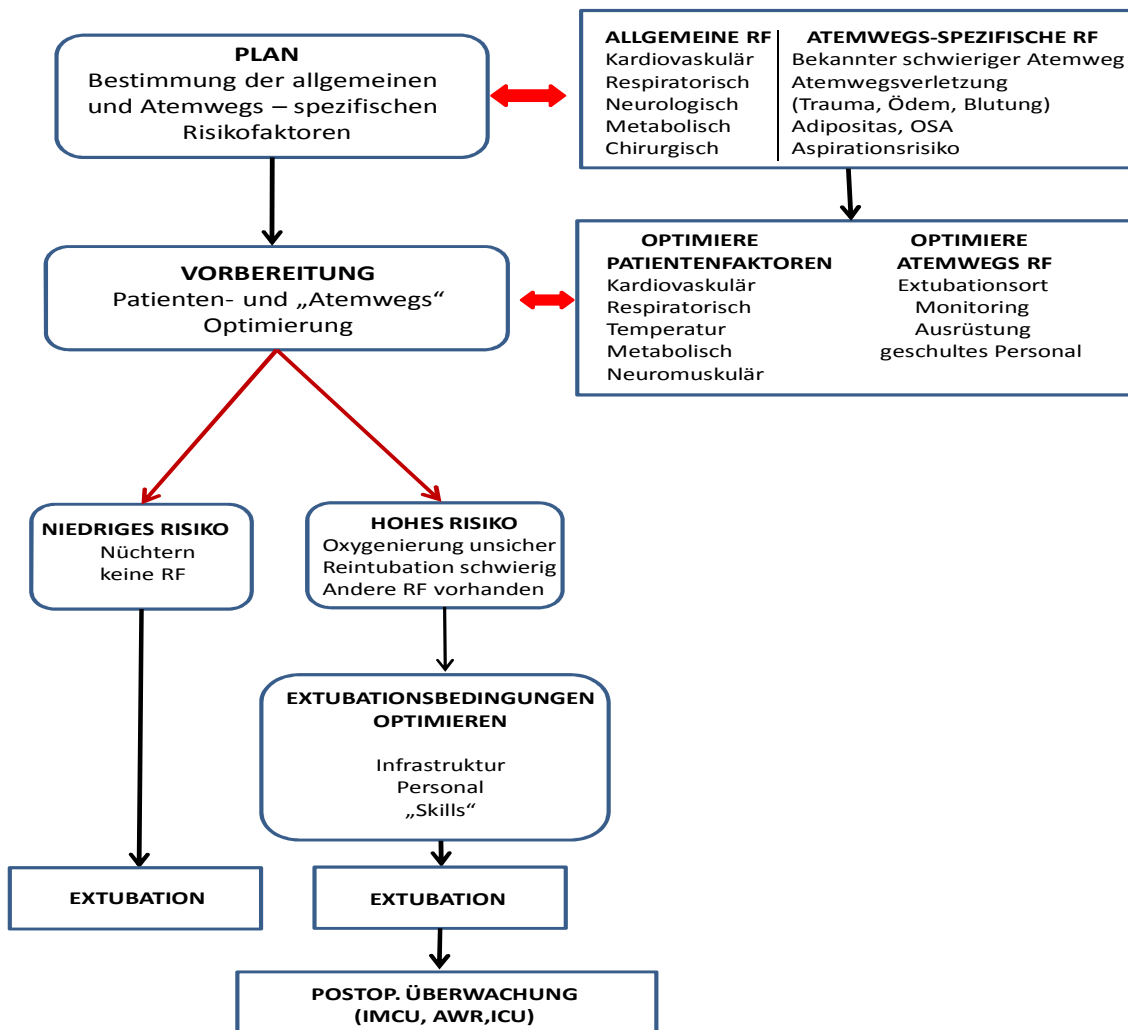 PLAN
Bestimmung der allgemeinen
und Atemwegs – spezifischen
Risikofaktoren
ALLGEMEINE RF
Kardiovaskulär
Respiratorisch
Neurologisch
Metabolisch
Chirurgisch
ATEMWEGS-SPEZIFISCHE RF
Bekannter schwieriger Atemweg
Atemwegsverletzung
(Trauma, Ödem, Blutung)
Adipositas, OSA
Aspirationsrisiko
VORBEREITUNG
Patienten- und „Atemwegs“
Optimierung
OPTIMIERE
PATIENTENFAKTOREN
Kardiovaskulär
Respiratorisch
Temperatur
Metabolisch
Neuromuskulär
OPTIMIERE
ATEMWEGS RF
Extubationsort
Monitoring
Ausrüstung
geschultes Personal
NIEDRIGES RISIKO
Nüchtern
keine RF
HOHES RISIKO
Oxygenierung unsicher
Reintubation schwierig
Andere RF vorhanden
EXTUBATIONSBEDINGUNGEN
OPTIMIEREN
Infrastruktur
Personal
„Skills“
EXTUBATION
EXTUBATION
POSTOP. ÜBERWACHUNG
(IMCU, AWR,ICU)